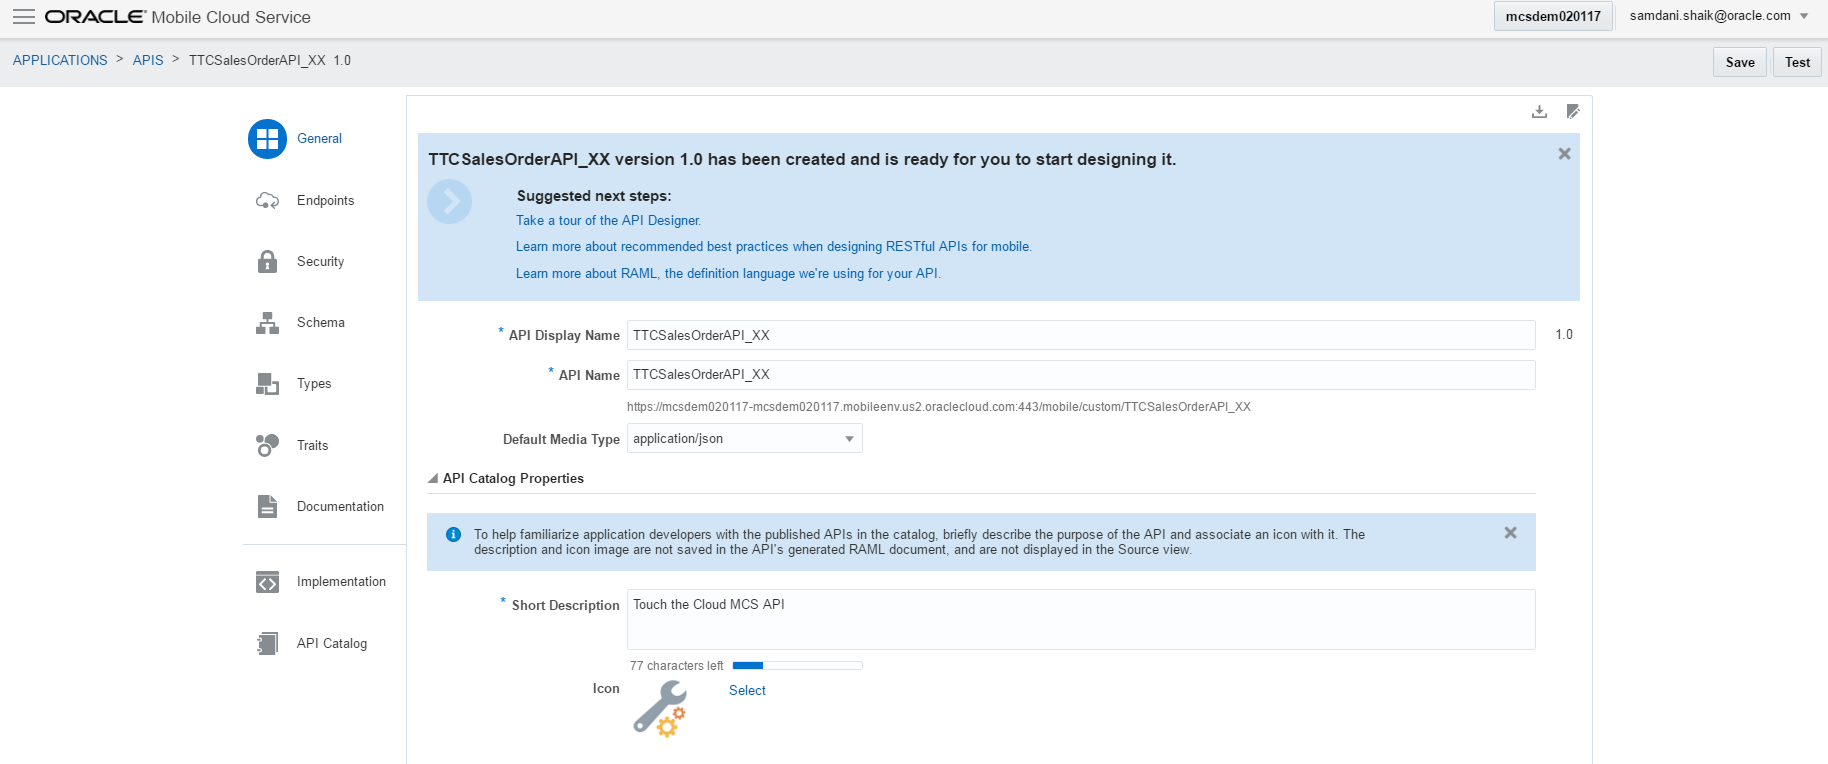 ORACLE® Mobile Cloud Service
mcsdem020117
samdani.shaik@oracle.com
APPLICATIONS > APIS > TTCSalesOrderAPI_XX 1.0
Save
Test
General
Endpoints
Security
Schema
Types
Traits
Documentation
Implementation
API Catalog
TTCSalesOrderAPI_XX version 1.0 has been created and is ready for you to start designing it.
Suggested next steps:
Take a tour of the API Designer.
Learn more about recommended best practices when designing RESTful APIs for mobile.
Learn more about RAML, the definition language we're using for your API.
* API Display Name TTCSalesOrderAPI_XX 1.0
* API Name TTCSalesOrderAPI_XX
https://mcsdem020117-mcsdem020117.mobileenv.us2.oraclecloud.com:443/mobile/custom/TTCSalesOrderAPI_XX
Default Media Type application/json
API Catalog Properties
To help familiarize application developers with the published APIs in the catalog, briefly describe the purpose of the API and associate an icon with it. The
description and icon image are not saved in the API's generated RAML document, and are not displayed in the Source view.
* Short Description Touch the Cloud MCS API
77 characters left
Icon Select